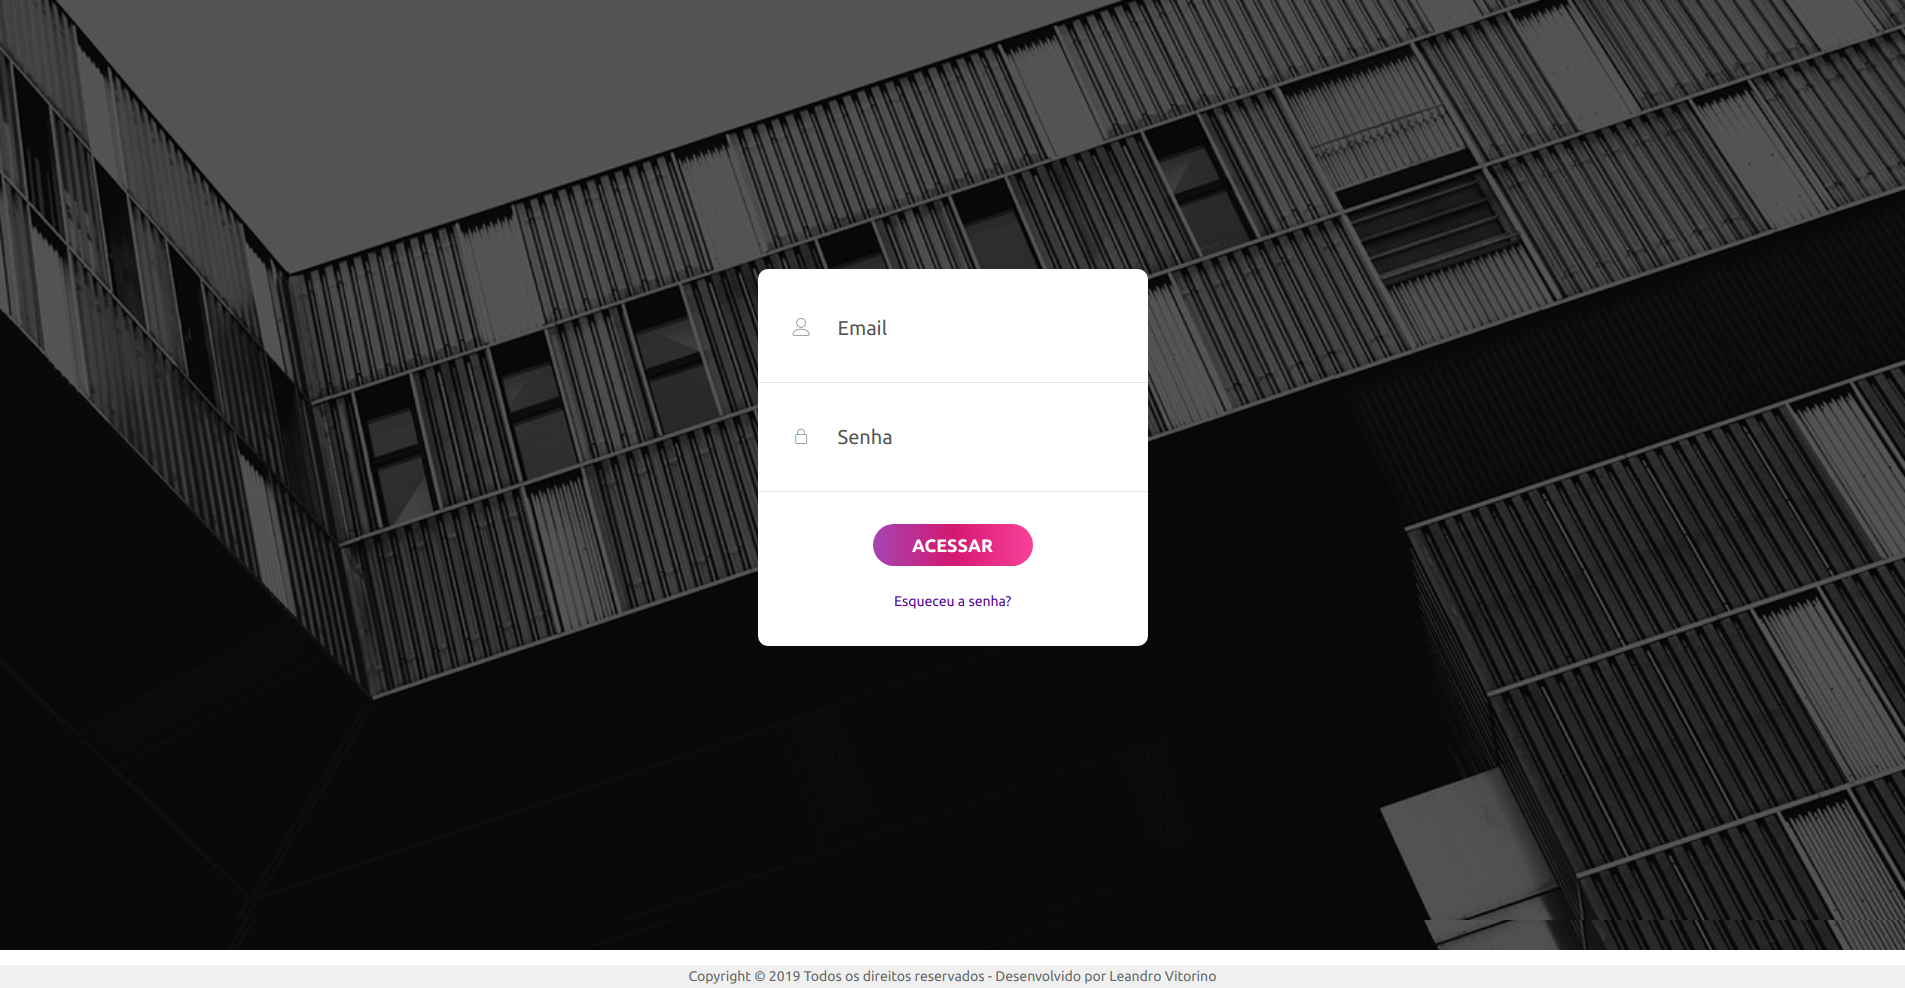 Email
Senha
ACESSAR
Esqueceu a senha?
Copyright © 2019 Todos os direitos reservados - Desenvolvido por Leandro Vitorino